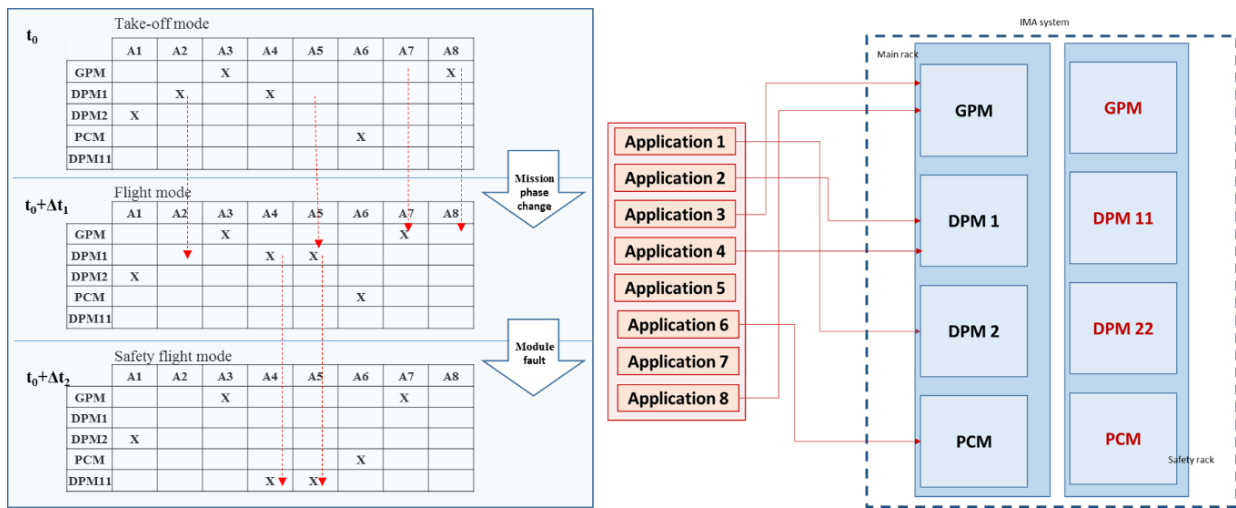 t0
Take-off mode
A1 A2 A3 A4 A5 A6 A7 A8
GPM X X
DPM1 X X
DPM2 X
PCM X
DPM11
Mission
phase
change
t0+Δt1
Flight mode
A1 A2 A3 A4 A5 A6 A7 A8
GPM X X
DPM1 X X
DPM2 X
PCM X
DPM11
Module
fault
t0+Δt2
Safety flight mode
A1 A2 A3 A4 A5 A6 A7 A8
GPM X X
DPM1
DPM2 X
PCM X
DPM11 X X
Application 1
Application 2
Application 3
Application 4
Application 5
Application 6
Application 7
Application 8
IMA system
Main rack
GPM
GPM
DPM 1
DPM 11
DPM 2
DPM 22
PCM
PCM
Safety rack